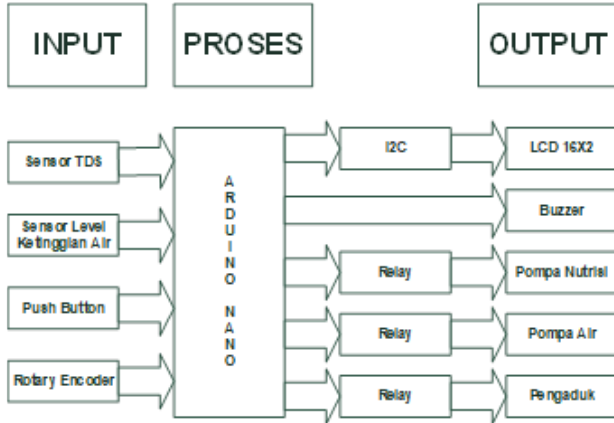 INPUT
PROSES
OUTPUT
Sensor TDS
Sensor Level
Ketinggian Air
Push Button
Rotary Encoder
ARDUINO NANO
I2C
LCD 16X2
Buzzer
Relay
Pompa Nutrisi
Relay
Pompa Air
Relay
Pengaduk